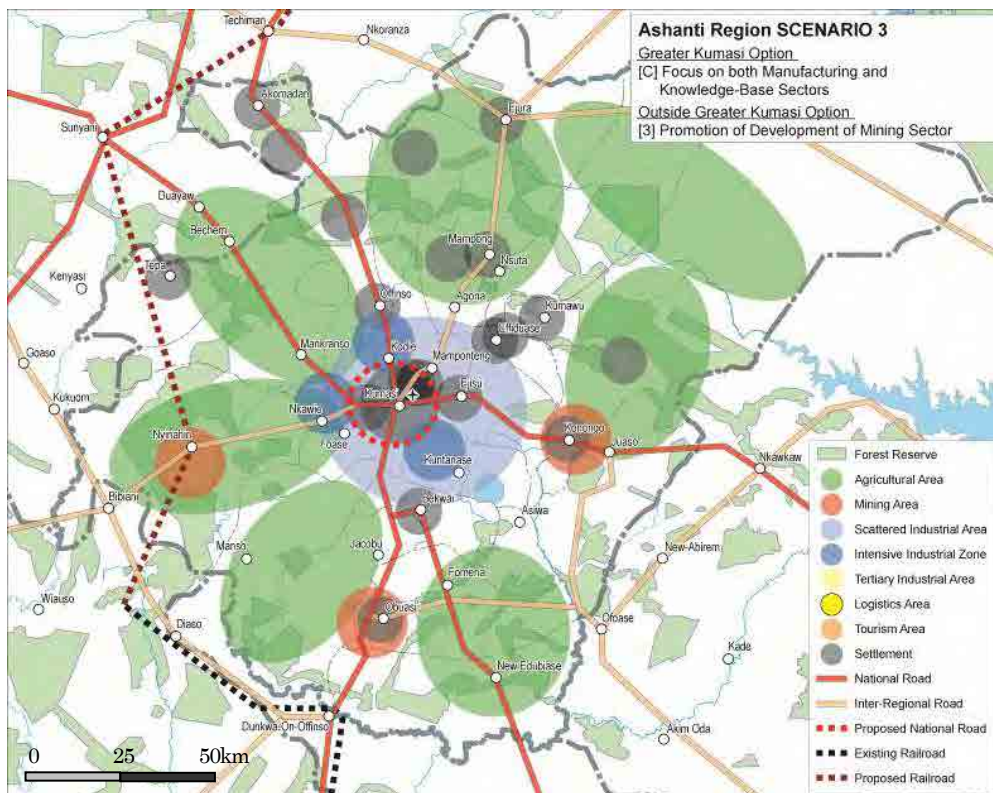 Ashanti Region SCENARIO 3
Greater Kumasi Option
[C] Focus on both Manufacturing and
Knowledge-Base Sectors
Outside Greater Kumasi Option
[3] Promotion of Development of Mining Sector
Techiman
Nkoranza
Akomadan
Ejura
Sunyani
Duayaw
Bechem
Mampong
Nsuta
Tepa
Kenyasi
Offinso
Agona
Kumawu
Effiduase
Goaso
Mankranso
Kodie
Mamponteng
Kukuom
Kumasi
Ejisu
Nkawie
Foase
Nyinahin
Konongo
Juaso
Nkawkaw
Kuntanase
Bibiani
Bekwai
Asiwa
Manso
Jacobu
New-Abirem
Fomena
Wiauso
Obuasi
Diaso
Ofoase
Kade
New Edubiase
Dunkwa-On-Offinso
Akim Oda
Forest Reserve
Agricultural Area
Mining Area
Scattered Industrial Area
Intensive Industrial Zone
Tertiary Industrial Area
Logistics Area
Tourism Area
Settlement
National Road
Inter-Regional Road
Proposed National Road
Existing Railroad
Proposed Railroad
0 25 50km